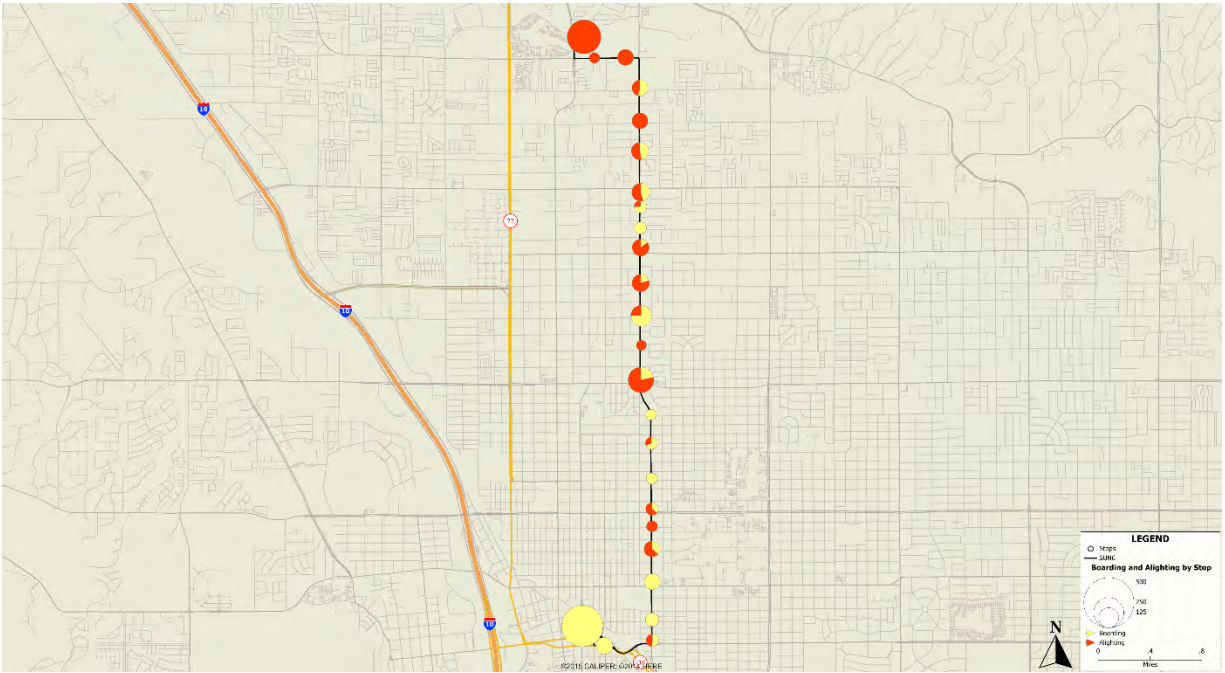 10
77
10
10
LEGEND
Stops
SUN6
Boarding and Alighting by Stop
500
250
125
Boarding
Alighting
0 .4 .8
Miles
N
©2015 CALIPER; ©2014 HERE